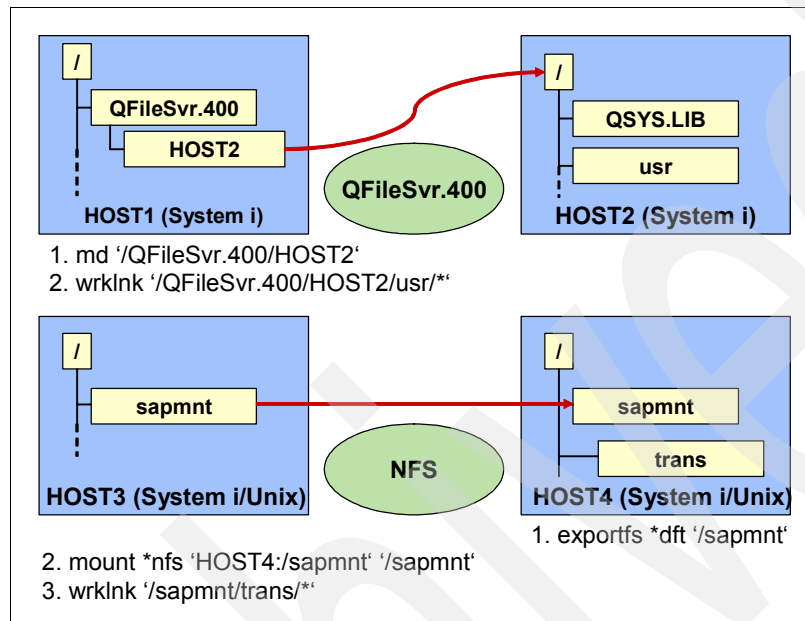 /
QFileSvr.400
HOST2
HOST1 (System i)
QFileSvr.400
/
QSYS.LIB
usr
HOST2 (System i)
1. md ‘/QFileSvr.400/HOST2‘
2. wrklnk ‘/QFileSvr.400/HOST2/usr/*‘
/
sapmnt
HOST3 (System i/Unix)
NFS
/
sapmnt
trans
HOST4 (System i/Unix)
1. exportfs *dft ‘/sapmnt‘
2. mount *nfs ‘HOST4:/sapmnt‘ ‘/sapmnt‘
3. wrklnk ‘/sapmnt/trans/*‘